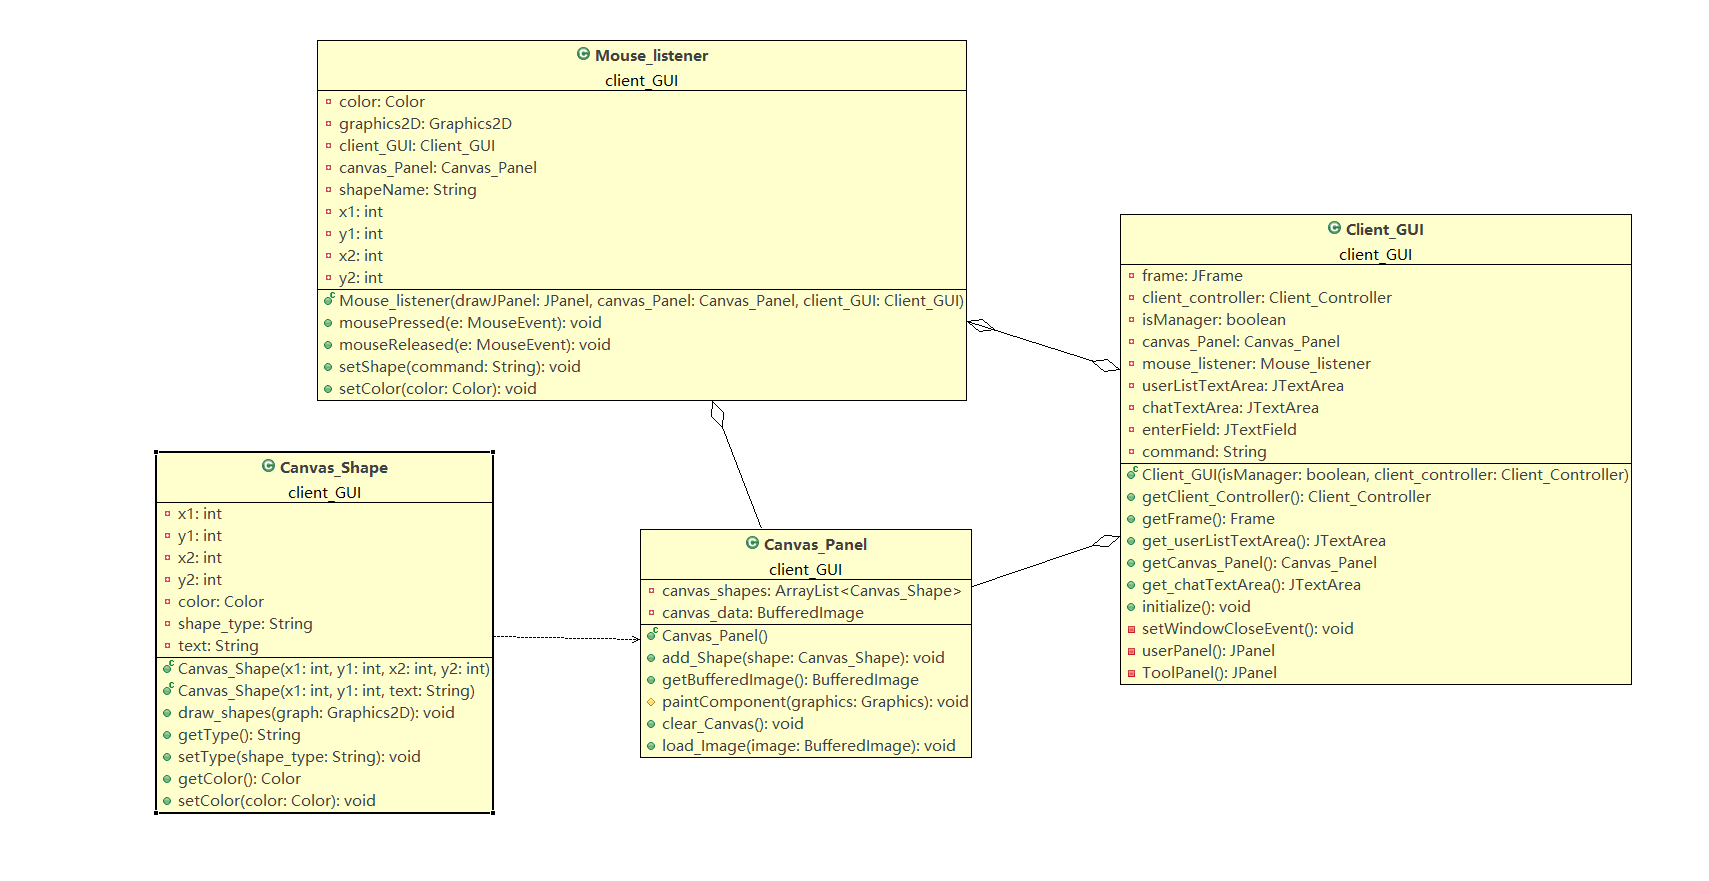 Mouse_listener
client_GUI
color: Color
graphics2D: Graphics2D
client_GUI: Client_GUI
canvas_Panel: Canvas_Panel
shapeName: String
x1: int
y1: int
x2: int
y2: int
Mouse_listener(drawJPanel: JPanel, canvas_Panel: Canvas_Panel, client_GUI: Client_GUI)
mousePressed(e: MouseEvent): void
mouseReleased(e: MouseEvent): void
setShape(command: String): void
setColor(color: Color): void
Client_GUI
client_GUI
frame: JFrame
client_controller: Client_Controller
isManager: boolean
canvas_Panel: Canvas_Panel
mouse_listener: Mouse_listener
userListTextArea: JTextArea
chatTextArea: JTextArea
enterField: JTextField
command: String
Client_GUI(isManager: boolean, client_controller: Client_Controller)
getClient_Controller(): Client_Controller
getFrame(): Frame
get_userListTextArea(): JTextArea
getCanvas_Panel(): Canvas_Panel
get_chatTextArea(): JTextArea
initialize(): void
setWindowCloseEvent(): void
userPanel(): JPanel
ToolPanel(): JPanel
Canvas_Shape
client_GUI
x1: int
y1: int
x2: int
y2: int
color: Color
shape_type: String
text: String
Canvas_Shape(x1: int, y1: int, x2: int, y2: int)
Canvas_Shape(x1: int, y1: int, text: String)
draw_shapes(graph: Graphics2D): void
getType(): String
setType(shape_type: String): void
getColor(): Color
setColor(color: Color): void
Canvas_Panel
client_GUI
canvas_shapes: ArrayList<Canvas_Shape>
canvas_data: BufferedImage
Canvas_Panel()
add_Shape(shape: Canvas_Shape): void
getBufferedImage(): BufferedImage
paintComponent(graphics: Graphics): void
clear_Canvas(): void
load_Image(image: BufferedImage): void